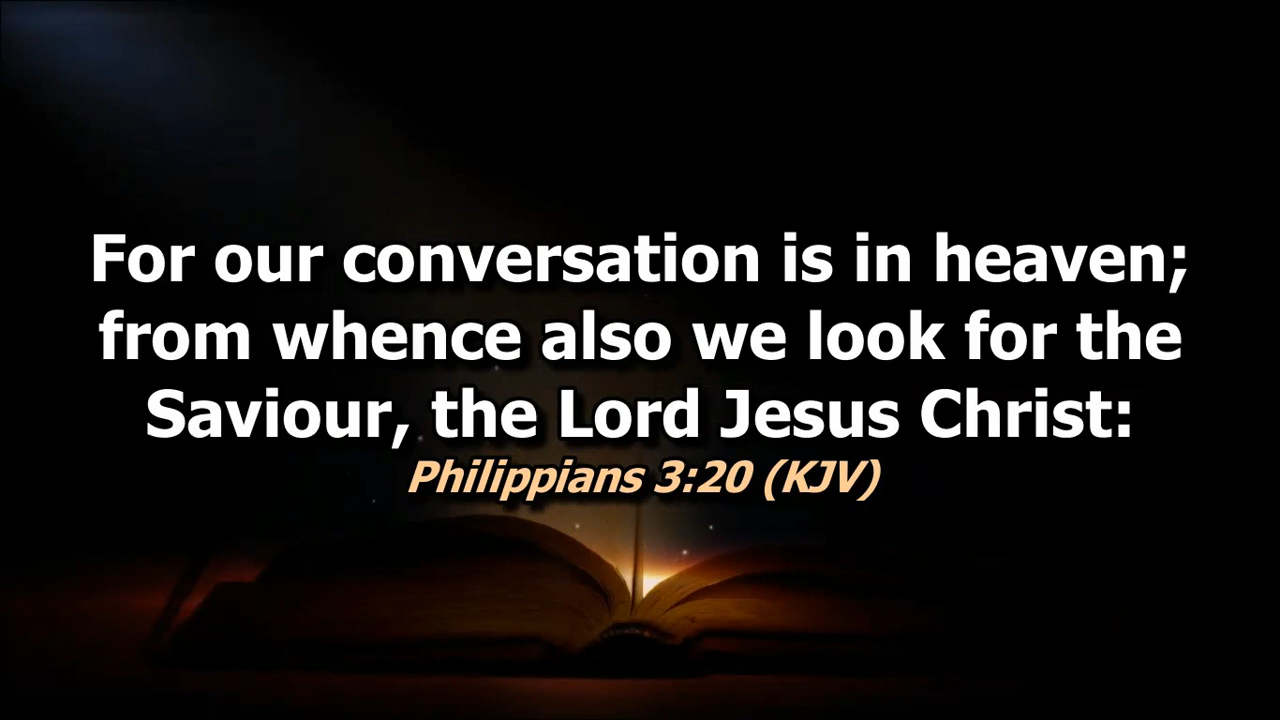 For our conversation is in heaven;
from whence also we look for the
Saviour, the Lord Jesus Christ:
Philippians 3:20 (KJV)